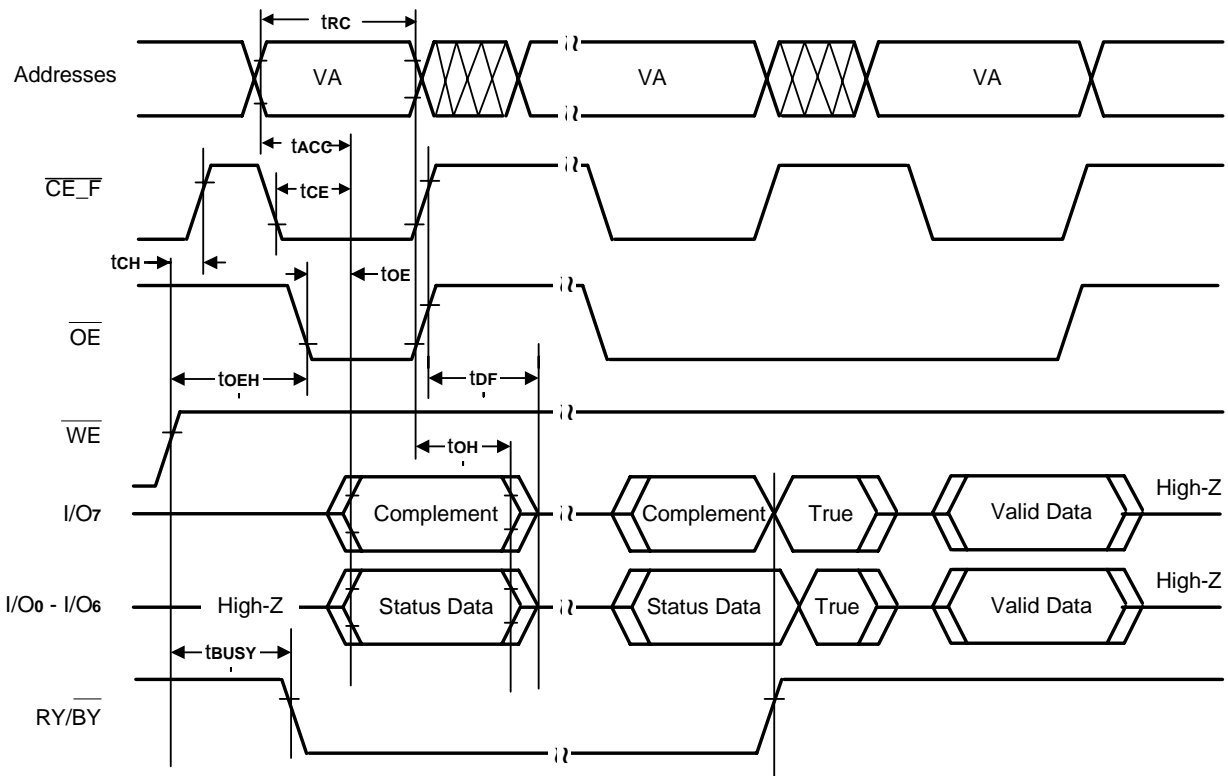 tRC
Addresses VA VA VA
tACC
CE_F tCE
tCH tOE
OE
tOEH tDF
WE
tOH
I/O7 Complement Complement True Valid Data High-Z
I/O0 - I/O6 High-Z Status Data Status Data True Valid Data High-Z
tBUSY
RY/BY